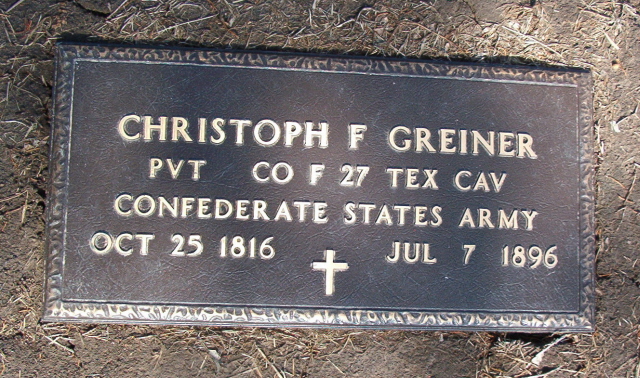 CHRISTOPH F GREINER
PVT CO F 27 TEX CAV
CONFEDERATE STATES ARMY
OCT 25 1816 JUL 7 1896